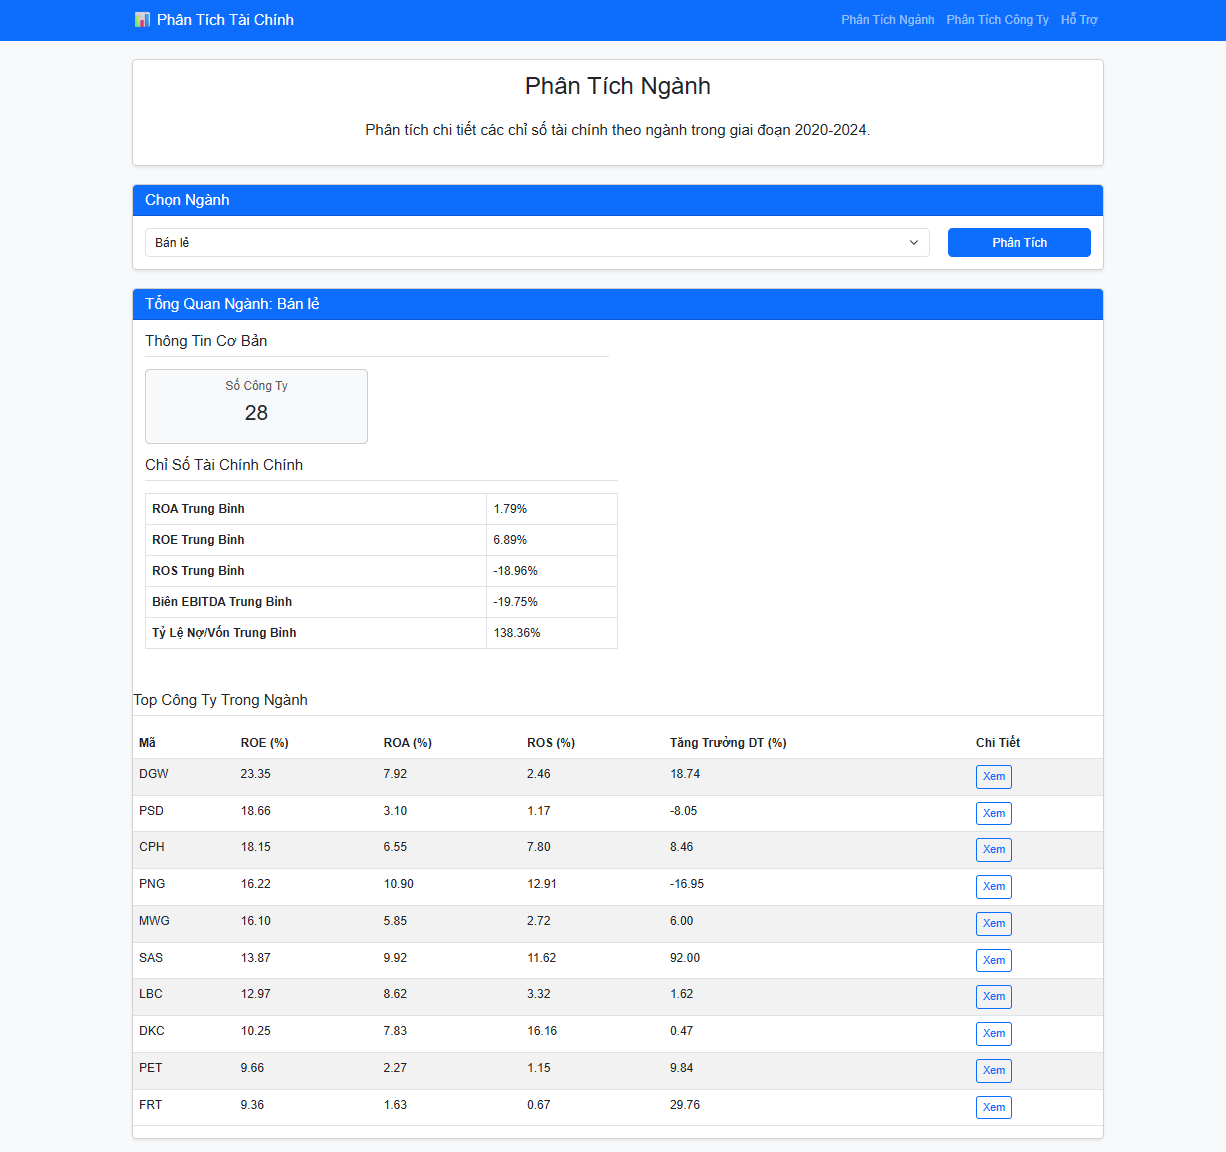 Phân Tích Tài Chính Phân Tích Ngành Phân Tích Công Ty Hỗ Trợ
Phân Tích Ngành
Phân tích chi tiết các chỉ số tài chính theo ngành trong giai đoạn 2020-2024.
Chọn Ngành
Bán lẻ Phân Tích
Tổng Quan Ngành: Bán lẻ
Thông Tin Cơ Bản
Số Công Ty
28
Chỉ Số Tài Chính Chính
ROA Trung Bình 1.79%
ROE Trung Bình 6.89%
ROS Trung Bình -18.96%
Biên EBITDA Trung Bình -19.75%
Tỷ Lệ Nợ/Vốn Trung Bình 138.36%
Top Công Ty Trong Ngành
Mã ROE (%) ROA (%) ROS (%) Tăng Trưởng DT (%) Chi Tiết
DGW 23.35 7.92 2.46 18.74 Xem
PSD 18.66 3.10 1.17 -8.05 Xem
CPH 18.15 6.55 7.80 8.46 Xem
PNG 16.22 10.90 12.91 -16.95 Xem
MWG 16.10 5.85 2.72 6.00 Xem
SAS 13.87 9.92 11.62 92.00 Xem
LBC 12.97 8.62 3.32 1.62 Xem
DKC 10.25 7.83 16.16 0.47 Xem
PET 9.66 2.27 1.15 9.84 Xem
FRT 9.36 1.63 0.67 29.76 Xem